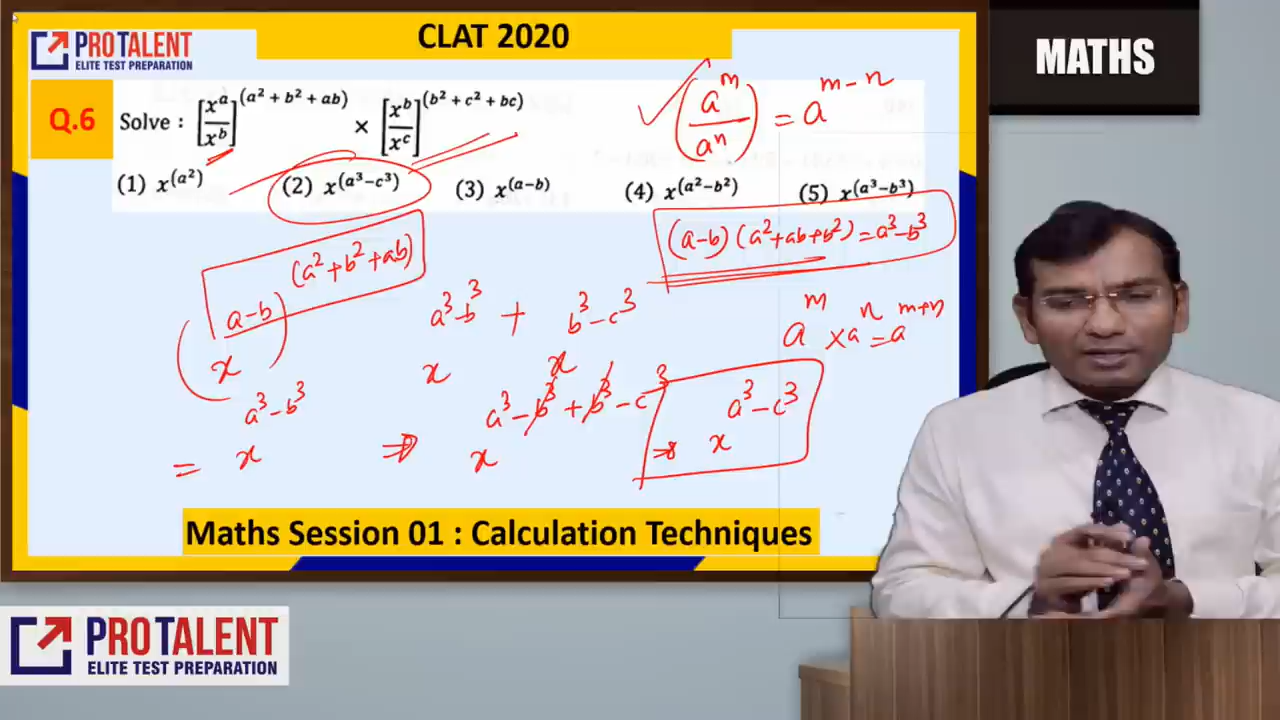 PROTALENT
ELITE TEST PREPARATION
CLAT 2020
MATHS
Q.6
Solve : [x^a/x^b]^(a² + b² + ab) × [x^b/x^c]^(b² + c² + bc)
(a^m/a^n) = a^(m-n)
(1) x^(a²) (2) x^(a³ − c³) (3) x^(a−b) (4) x^(a² − b²) (5) x^(a³ − b³)
(a-b) (a²+ab+b²) = a³-b³
(x^(a-b))^(a²+b²+ab)
x^(a³-b³) + x^(b³-c³)
a^m × a^n = a^(m+n)
= x^(a³-b³) ⇒ x^(a³-b³+b³-c³) ⇒ x^(a³-c³)
Maths Session 01 : Calculation Techniques
PROTALENT
ELITE TEST PREPARATION